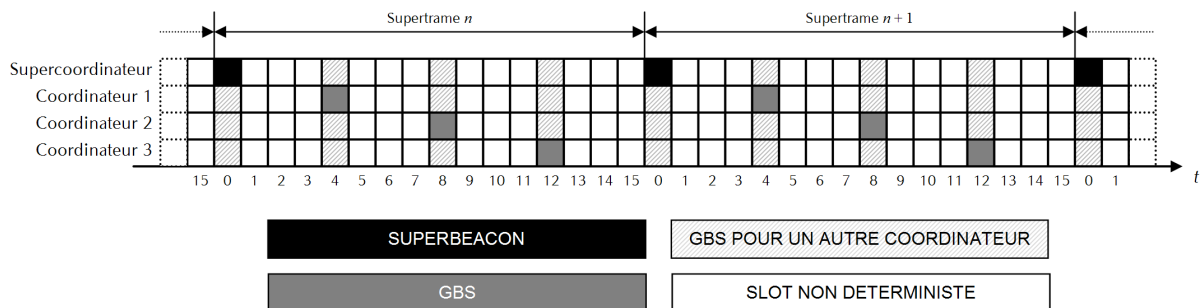 Supertrame n
Supertrame n + 1
Supercoordinateur
Coordinateur 1
Coordinateur 2
Coordinateur 3
15 0 1 2 3 4 5 6 7 8 9 10 11 12 13 14 15 0 1 2 3 4 5 6 7 8 9 10 11 12 13 14 15 0 1 t
SUPERBEACON
GBS POUR UN AUTRE COORDINATEUR
GBS
SLOT NON DETERMINISTE